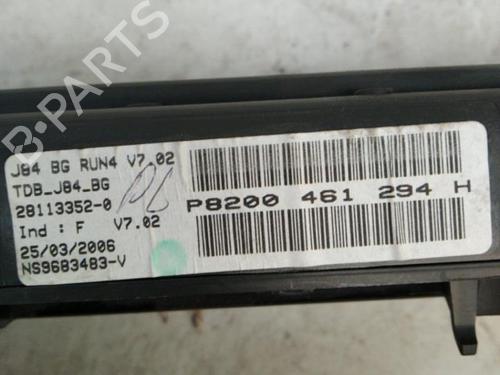 J84 BG RUN4 V7.02
TDB_J84_BG
28113352-0
Ind : F V7.02
25/03/2006
NS9683483-V
P8200 461 294 H
B-PARTS